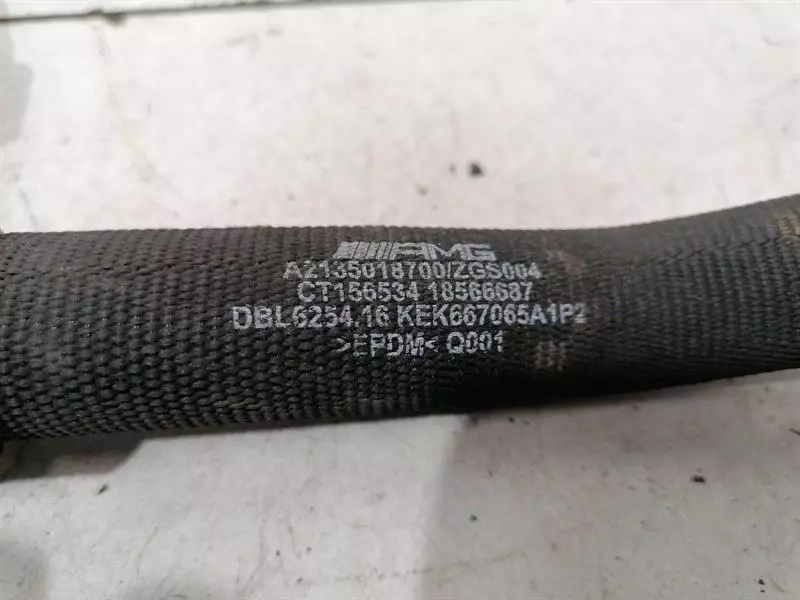 AMG
A2135018700/ZGS004
CT156534 18566687
DBL6254.16 KEK667065A1P2
>EPDM< Q001